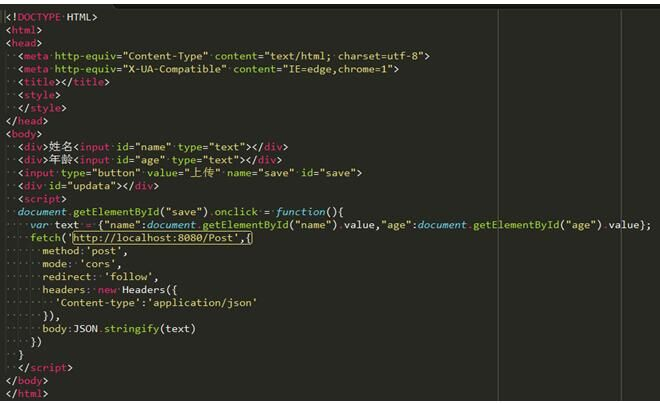 <!DOCTYPE HTML>
<html>
<head>
  <meta http-equiv="Content-Type" content="text/html; charset=utf-8">
  <meta http-equiv="X-UA-Compatible" content="IE=edge,chrome=1">
  <title></title>
  <style>
  </style>
</head>
<body>
  <div>姓名<input id="name" type="text"></div>
  <div>年龄<input id="age" type="text"></div>
  <input type="button" value="上传" name="save" id="save">
  <div id="updata"></div>
  <script>
  document.getElementById("save").onclick = function(){
    var text = {"name":document.getElementById("name").value,"age":document.getElementById("age").value};
    fetch('http://localhost:8080/Post',{
      method:'post',
      mode: 'cors',
      redirect: 'follow',
      headers: new Headers({
        'Content-type':'application/json'
      }),
      body:JSON.stringify(text)
    })
  }
  </script>
</body>
</html>